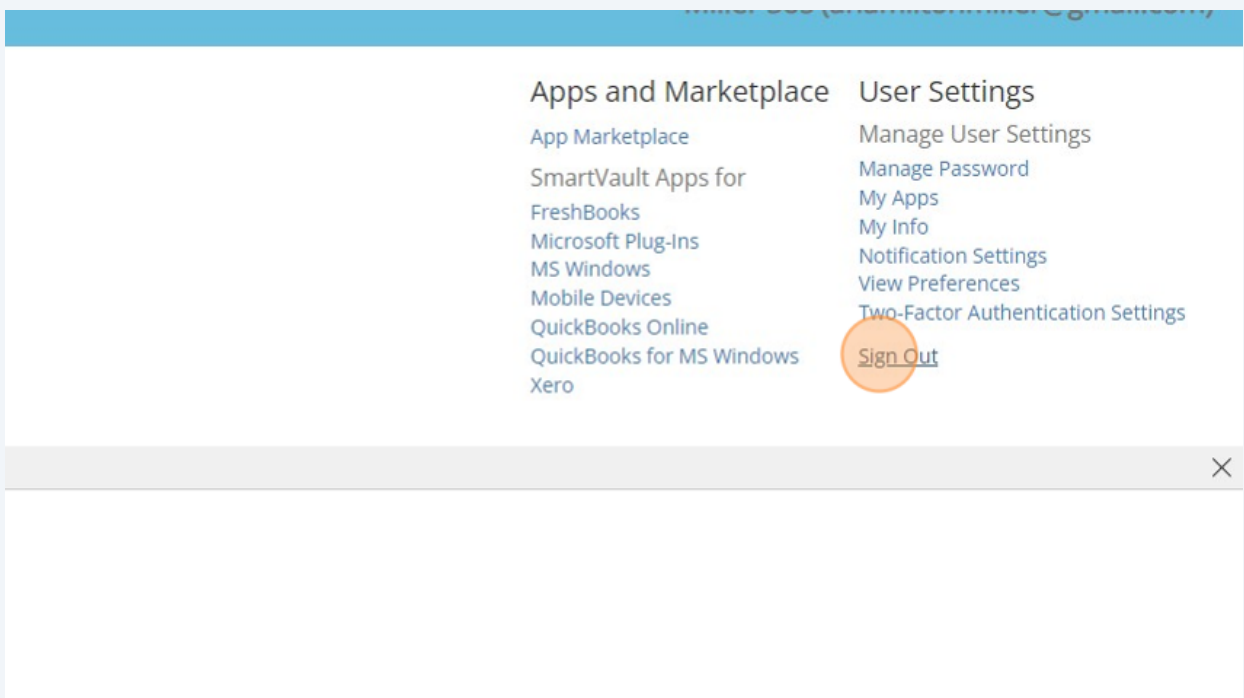 Apps and Marketplace
App Marketplace
SmartVault Apps for
FreshBooks
Microsoft Plug-Ins
MS Windows
Mobile Devices
QuickBooks Online
QuickBooks for MS Windows
Xero
User Settings
Manage User Settings
Manage Password
My Apps
My Info
Notification Settings
View Preferences
Two-Factor Authentication Settings
Sign Out